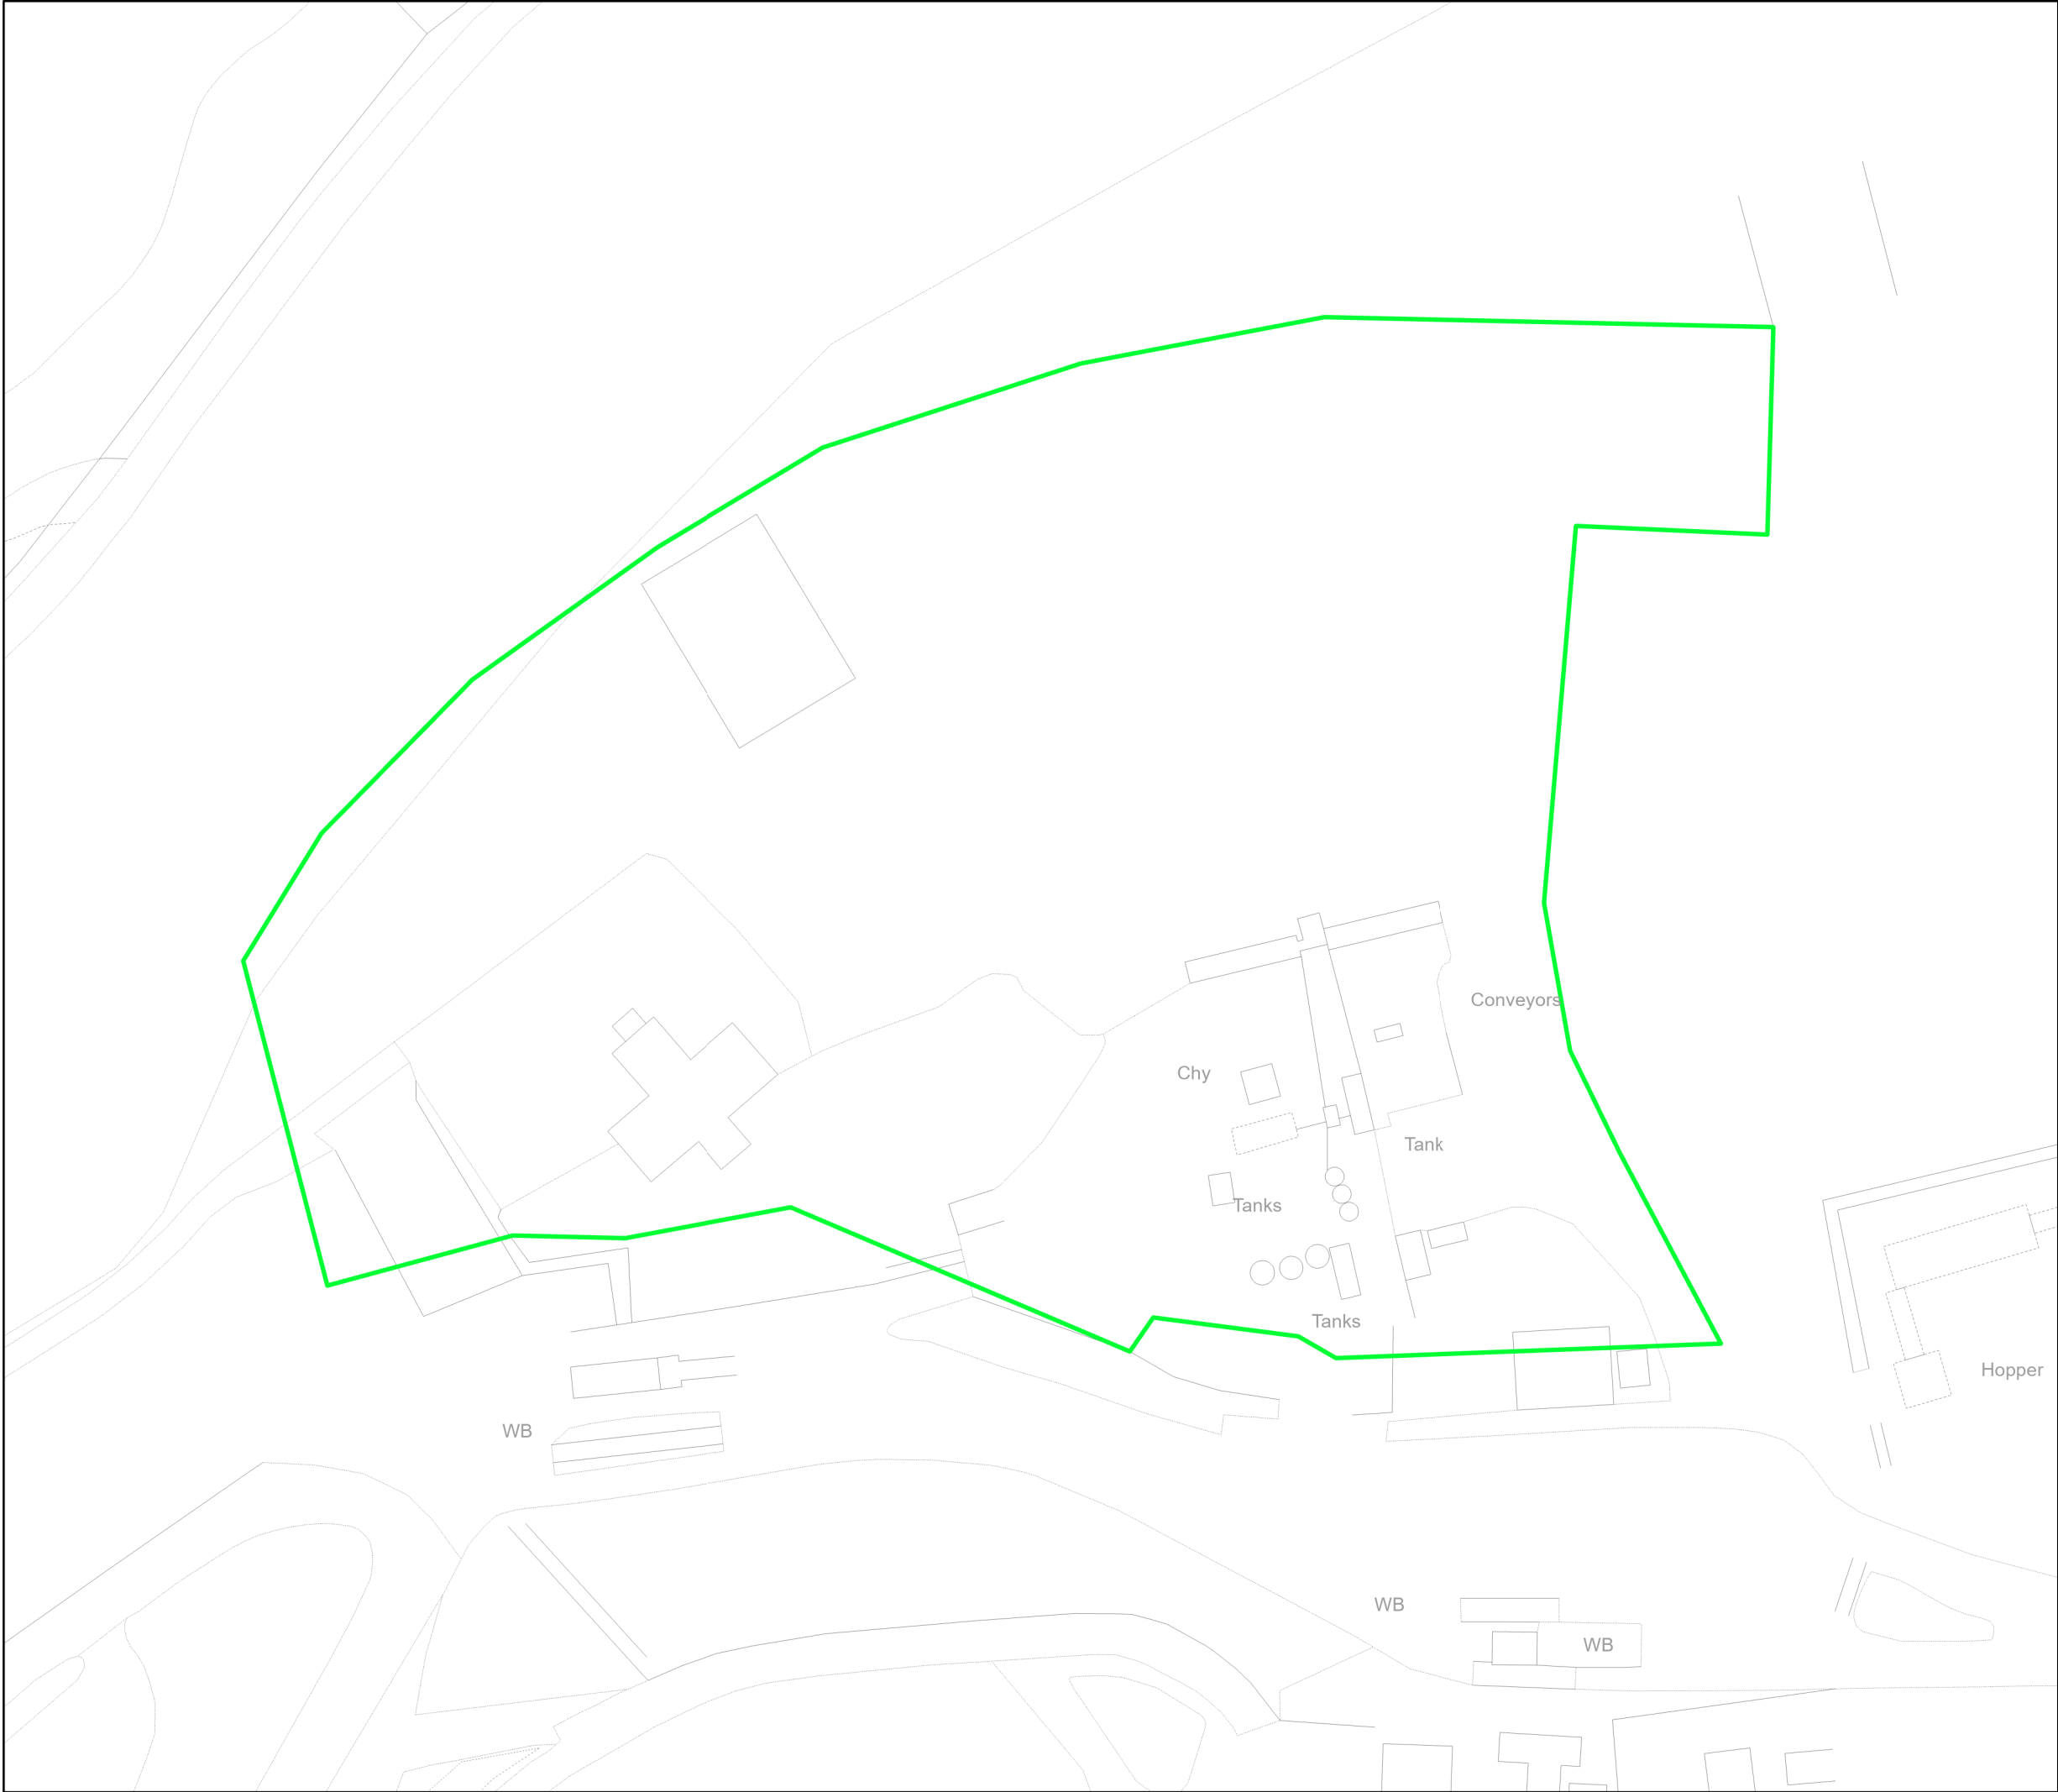 Conveyors
Chy
Tank
Tanks
Tanks
Hopper
WB
WB
WB